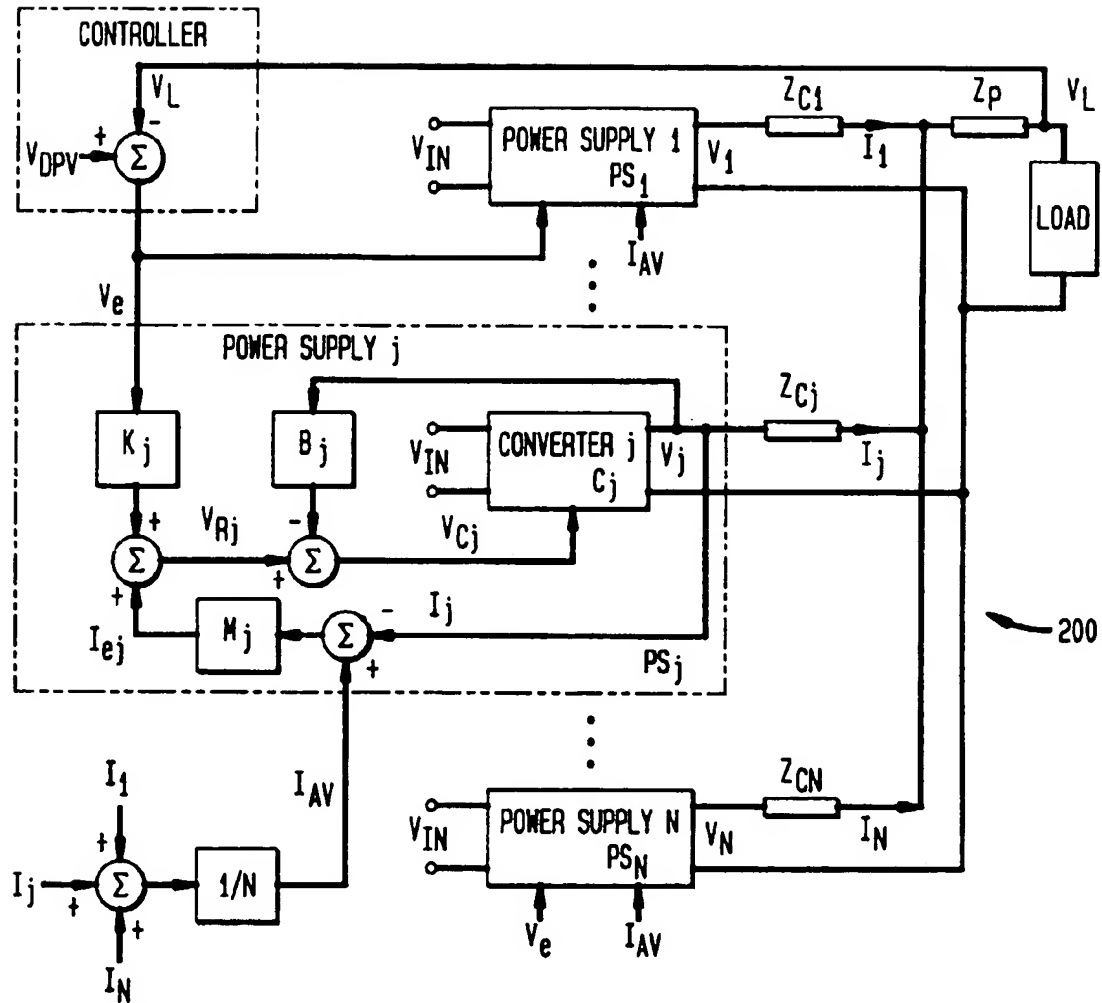 CONTROLLER
V_L
V_DPV
+
-
Σ
V_e
V_IN
POWER SUPPLY 1
PS_1
V_1
I_AV
Z_C1
I_1
Z_P
V_L
LOAD
POWER SUPPLY j
K_j
B_j
V_IN
CONVERTER j
C_j
V_j
Z_Cj
I_j
+
-
V_Rj
V_Cj
Σ
+
Σ
+
I_ej
M_j
-
Σ
+
I_j
PS_j
200
I_1
I_AV
+
I_j
+
Σ
+
1/N
I_N
V_IN
POWER SUPPLY N
PS_N
V_N
Z_CN
I_N
V_e
I_AV